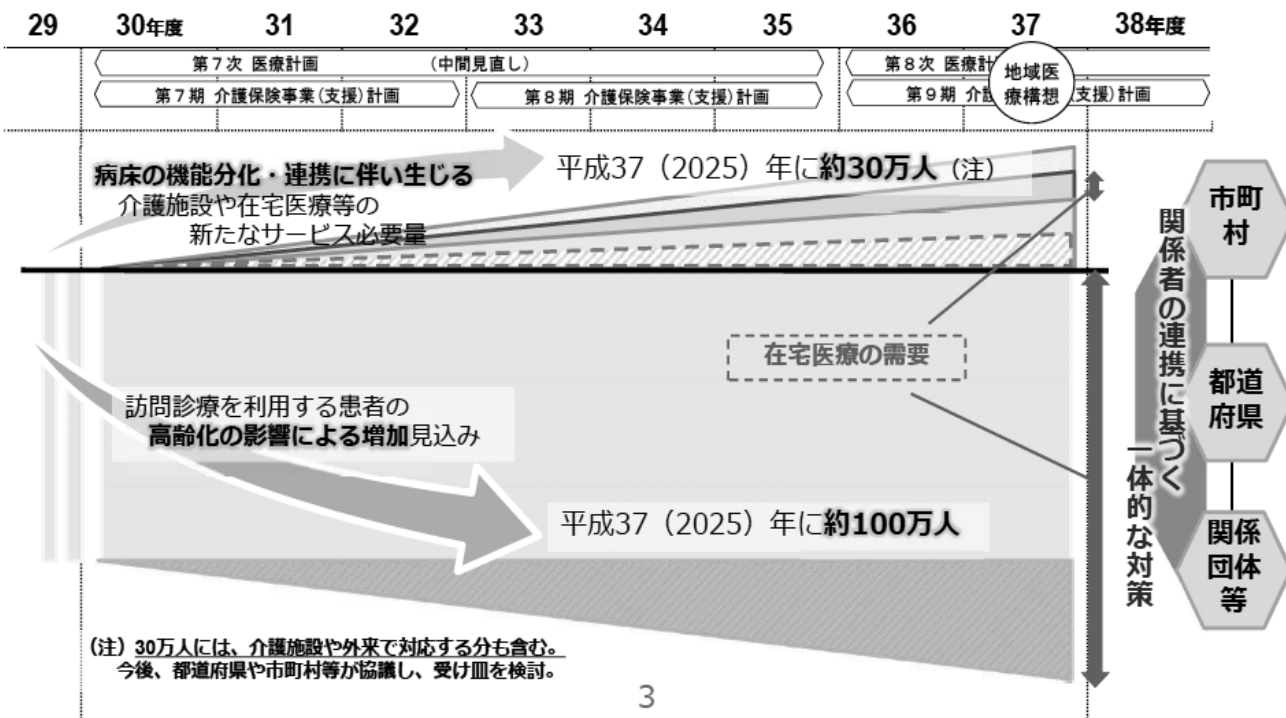 29 30年度 31 32 33 34 35 36 37 38年度
第7次 医療計画 (中間見直し)
第8次 医療計
第7期 介護保険事業(支援)計画
第8期 介護保険事業(支援)計画
第9期 介護
(支援)計画
地域医
療構想
病床の機能分化・連携に伴い生じる
介護施設や在宅医療等の
新たなサービス必要量
平成37(2025)年に約30万人(注)
在宅医療の需要
訪問診療を利用する患者の
高齢化の影響による増加見込み
平成37(2025)年に約100万人
関係者の連携に基づく
一体的な対策
市町
村
都道
府県
関係
団体
等
(注)30万人には、介護施設や外来で対応する分も含む。
今後、都道府県や市町村等が協議し、受け皿を検討。
3